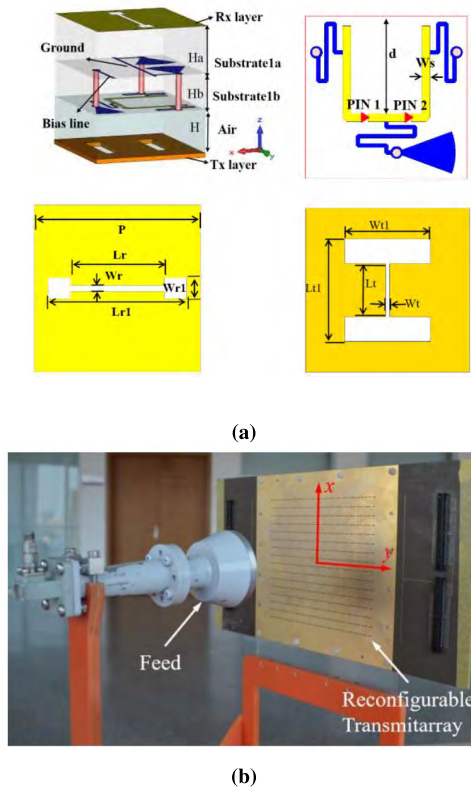 Rx layer
Ground
Ha
Substrate1a
Hb
Substrate1b
Bias line
H
Air
z
x
y
Tx layer
d
Ws
PIN 1
PIN 2
P
Lr
Wr
Wr1
Lr1
Wt1
Lt1
Lt
Wt
(a)
x
Feed
Reconfigurable
Transmitarray
(b)